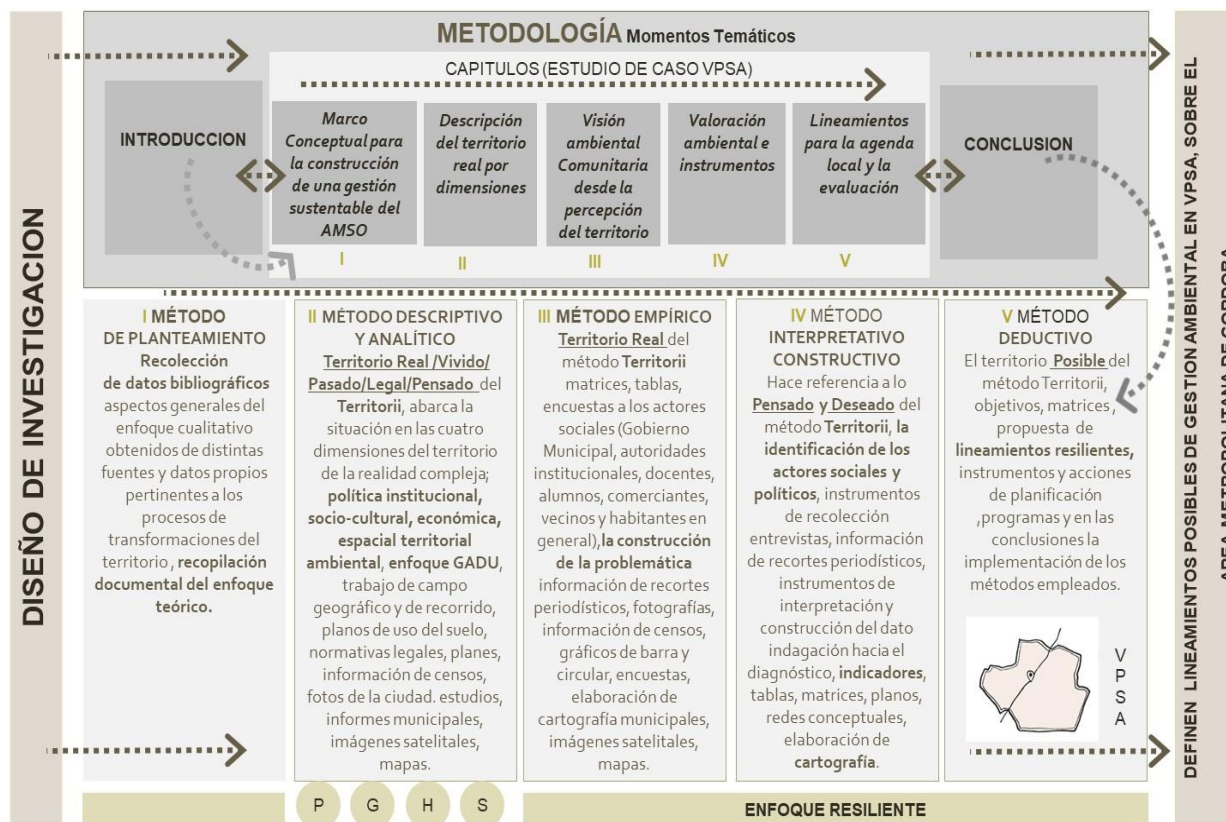 DISEÑO DE INVESTIGACION
METODOLOGÍA Momentos Temáticos
CAPITULOS (ESTUDIO DE CASO VPSA)
INTRODUCCION
Marco
Conceptual para
la construcción
de una gestión
sustentable del
AMSO
I
Descripción
del territorio
real por
dimensiones
II
Visión
ambiental
Comunitaria
desde la
percepción
del territorio
III
Valoración
ambiental e
instrumentos
IV
Lineamientos
para la agenda
local y la
evaluación
V
CONCLUSION
I MÉTODO
DE PLANTEAMIENTO
Recolección
de datos bibliográficos
aspectos generales del
enfoque cualitativo
obtenidos de distintas
fuentes y datos propios
pertinentes a los
procesos de
transformaciones del
territorio , recopilación
documental del enfoque
teórico.
II MÉTODO DESCRIPTIVO
Y ANALÍTICO
Territorio Real /Vivido/
Pasado/Legal/Pensado del
Territorii, abarca la
situación en las cuatro
dimensiones del territorio
de la realidad compleja;
política institucional,
socio-cultural, económica,
espacial territorial
ambiental, enfoque GADU,
trabajo de campo
geográfico y de recorrido,
planos de uso del suelo,
normativas legales, planes,
información de censos,
fotos de la ciudad. estudios,
informes municipales,
imágenes satelitales,
mapas.
III MÉTODO EMPÍRICO
Territorio Real del
método Territorii
matrices, tablas,
encuestas a los actores
sociales (Gobierno
Municipal, autoridades
institucionales, docentes,
alumnos, comerciantes,
vecinos y habitantes en
general),la construcción
de la problemática
información de recortes
periodísticos, fotografías,
información de censos,
gráficos de barra y
circular, encuestas,
elaboración de
cartografía municipales,
imágenes satelitales,
mapas.
IV MÉTODO
INTERPRETATIVO
CONSTRUCTIVO
Hace referencia a lo
Pensado y Deseado del
método Territorii, la
identificación de los
actores sociales y
políticos, instrumentos
de recolección
entrevistas, información
de recortes periodísticos,
instrumentos de
interpretación y
construcción del dato
indagación hacia el
diagnóstico, indicadores,
tablas, matrices, planos,
redes conceptuales,
elaboración de
cartografía.
V MÉTODO
DEDUCTIVO
El territorio Posible del
método Territorii,
objetivos, matrices ,
propuesta de
lineamientos resilientes,
instrumentos y acciones
de planificación
,programas y en las
conclusiones la
implementación de los
métodos empleados.
V
P
S
A
P G H S
ENFOQUE RESILIENTE
DEFINEN LINEAMIENTOS POSIBLES DE GESTION AMBIENTAL EN VPSA, SOBRE EL
AREA METROPOLITANA DE CORDOBA